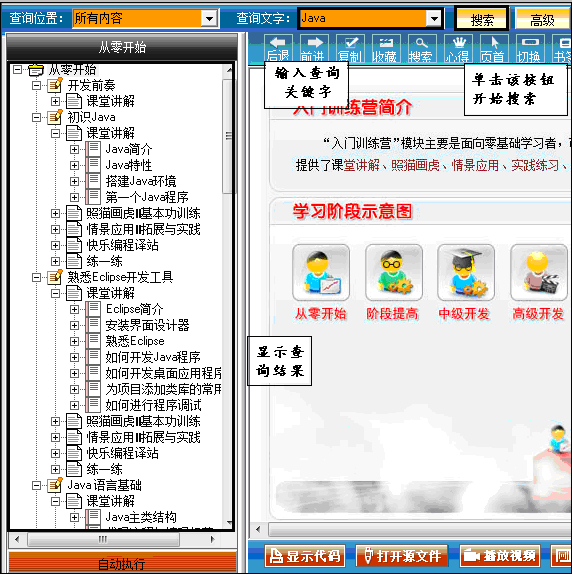 查询位置: 所有内容 查询文字: Java 搜索 高级
从零开始
后退 前进 复制 收藏 搜索 心得 页首 切换 书签
输入查询
关键字
单击该按钮
开始搜索
从零开始
开发前奏
课堂讲解
初识Java
课堂讲解
Java简介
Java特性
搭建Java环境
第一个Java程序
照猫画虎||基本功训练
情景应用||拓展与实践
快乐编程译站
练一练
熟悉Eclipse开发工具
课堂讲解
Eclipse简介
安装界面设计器
熟悉Eclipse
如何开发Java程序
如何开发桌面应用程序
为项目添加类库的常用
如何进行程序调试
照猫画虎||基本功训练
情景应用||拓展与实践
快乐编程译站
练一练
Java语言基础
课堂讲解
Java主类结构
自动执行
入门训练营简介
“入门训练营”模块主要是面向零基础学习者,
提供了课堂讲解、照猫画虎、情景应用、实践练习、
学习阶段示意图
从零开始 阶段提高 中级开发 高级开发
显示查
询结果
显示代码 打开源文件 播放视频